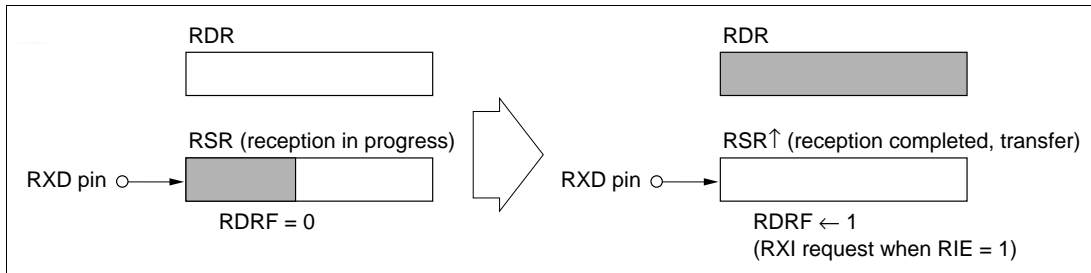 RDR
RSR (reception in progress)
RXD pin
RDRF = 0
RDR
RSR↑ (reception completed, transfer)
RXD pin
RDRF ← 1
(RXI request when RIE = 1)